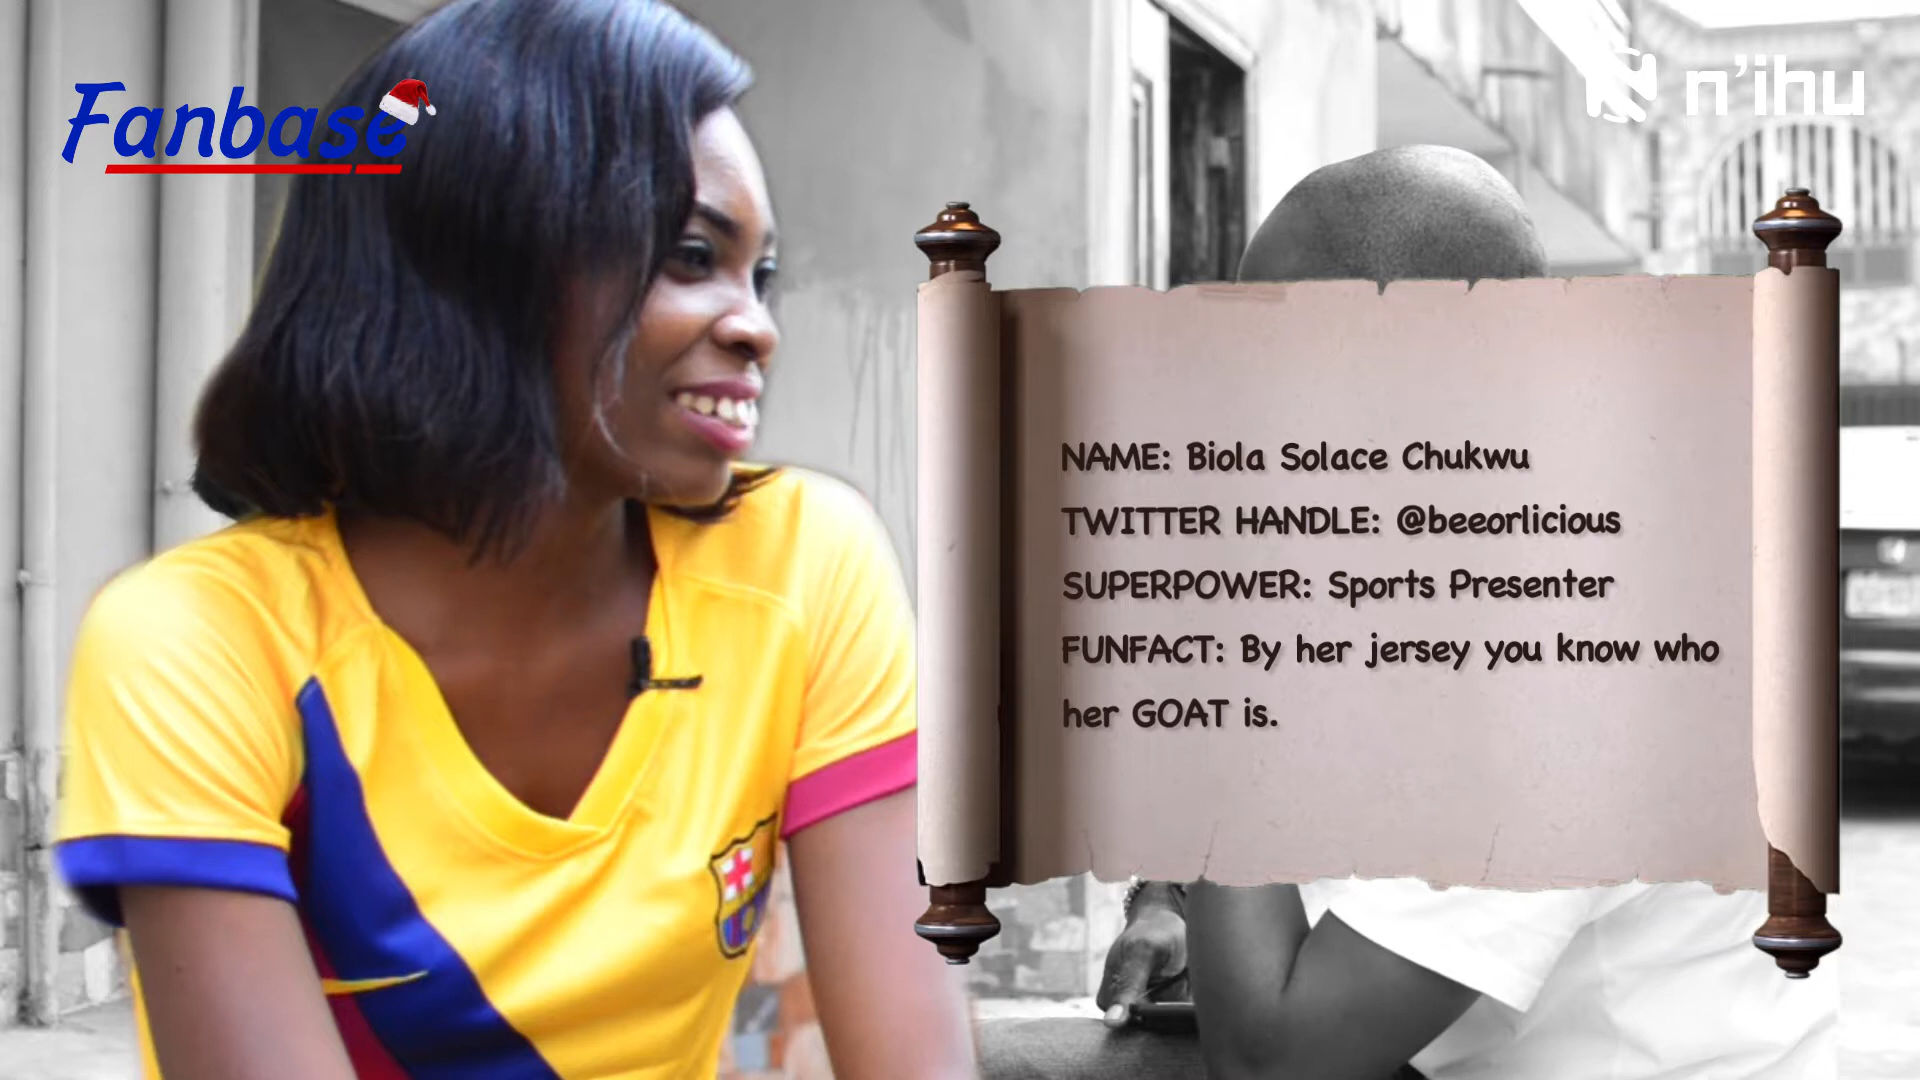 Fanbase
n'ihu
NAME: Biola Solace Chukwu
TWITTER HANDLE: @beeorlicious
SUPERPOWER: Sports Presenter
FUNFACT: By her jersey you know who
her GOAT is.